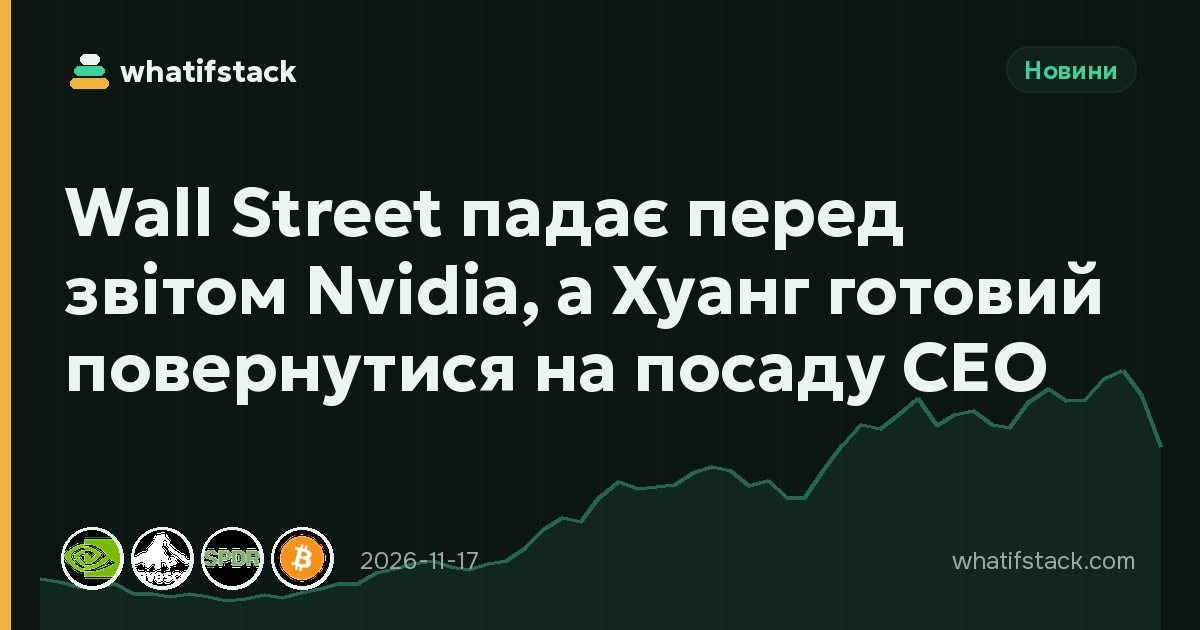 whatifstack
Новини
Wall Street падає перед
звітом Nvidia, а Хуанг готовий
повернутися на посаду CEO
SPDR
2026-11-17
whatifstack.com